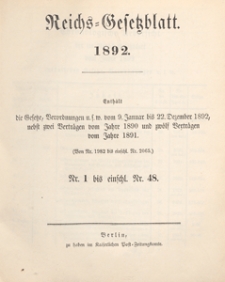 Reichs-Gesetzblatt.
1892.
Enthält
die Gesetze, Verordnungen u. s. w. vom 9. Januar bis 22. Dezember 1892,
nebst zwei Verträgen vom Jahre 1890 und zwölf Verträgen
vom Jahre 1891.
(Von Nr. 1982 bis einschl. Nr. 2063.)
Nr. 1 bis einschl. Nr. 48.
Berlin,
zu haben im Kaiserlichen Post-Zeitungsamte.